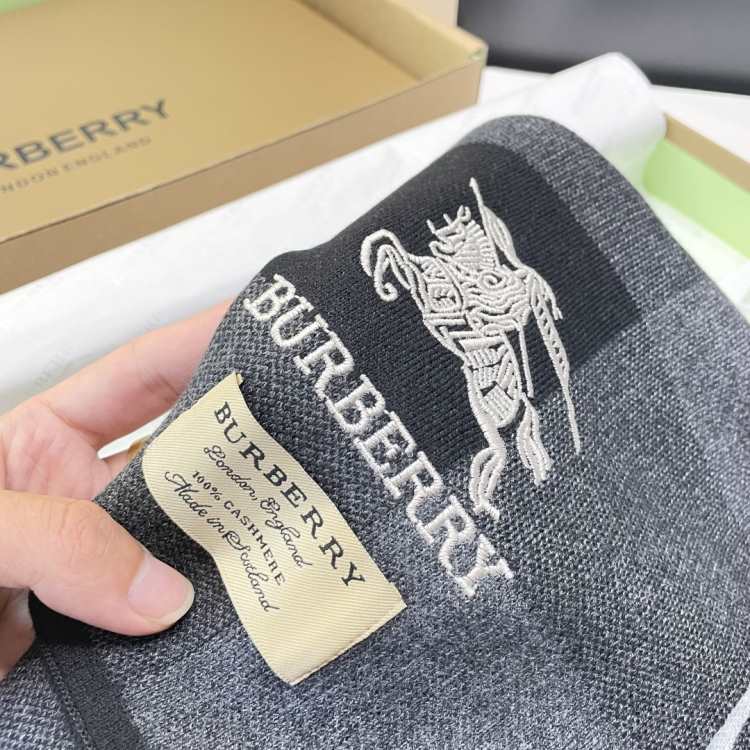 BURBERRY
LONDON ENGLAND
BURBERRY
BURBERRY
London, England
100% CASHMERE
Made in Scotland